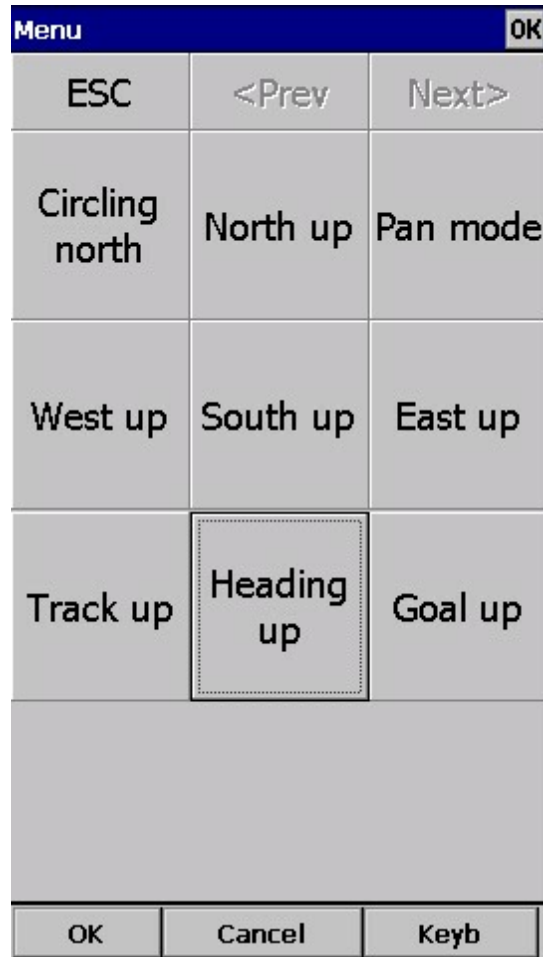 Menu OK
ESC <Prev Next>
Circling north North up Pan mode
West up South up East up
Track up Heading up Goal up
OK Cancel Keyb